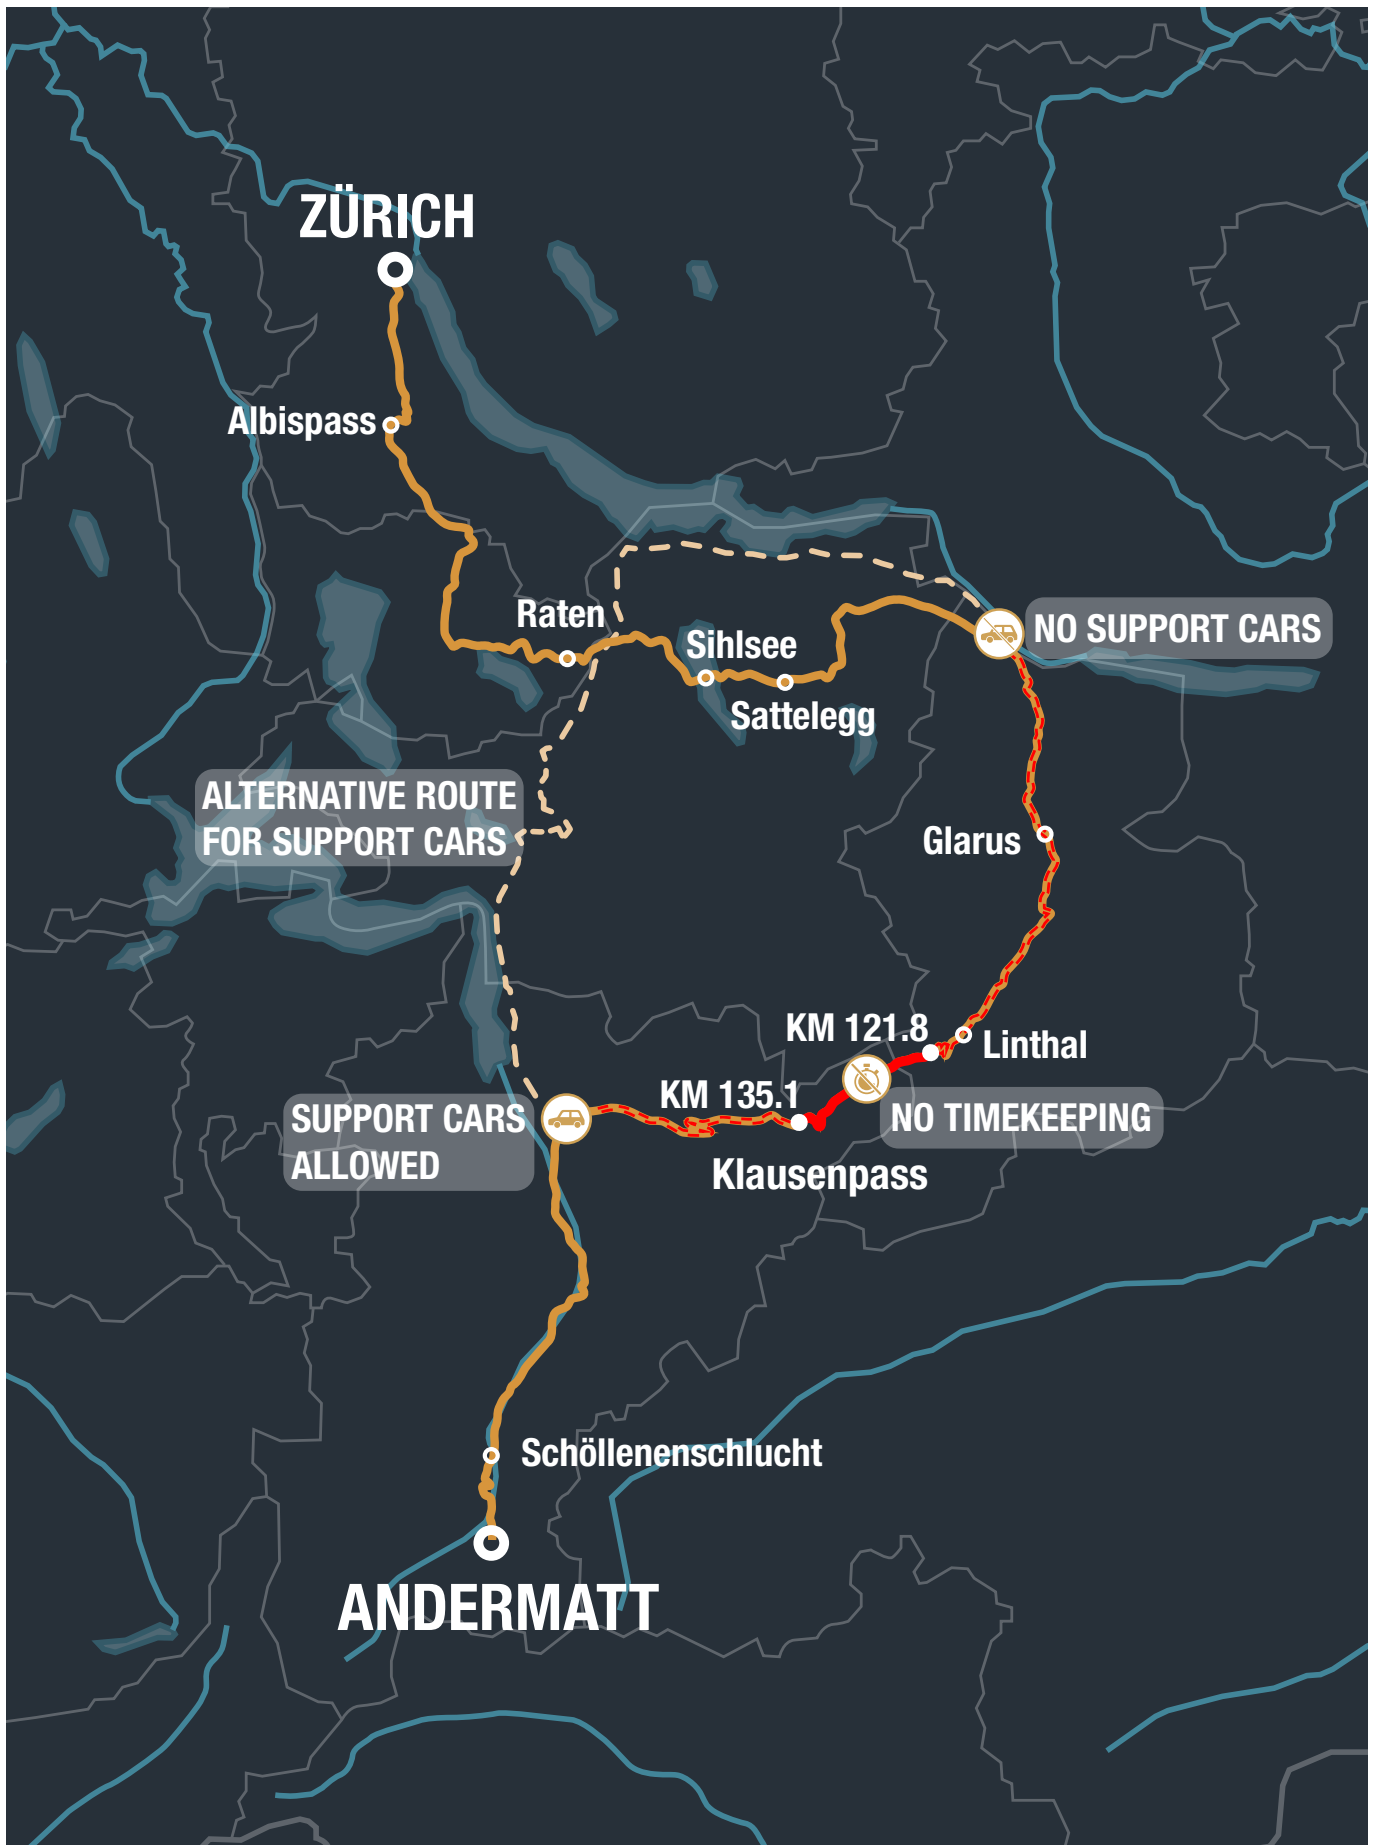 ZÜRICH
Albispass
Raten
Sihlsee
NO SUPPORT CARS
Sattelegg
ALTERNATIVE ROUTE
FOR SUPPORT CARS
Glarus
KM 121.8
Linthal
KM 135.1
SUPPORT CARS
ALLOWED
NO TIMEKEEPING
Klausenpass
Schöllenenschlucht
ANDERMATT